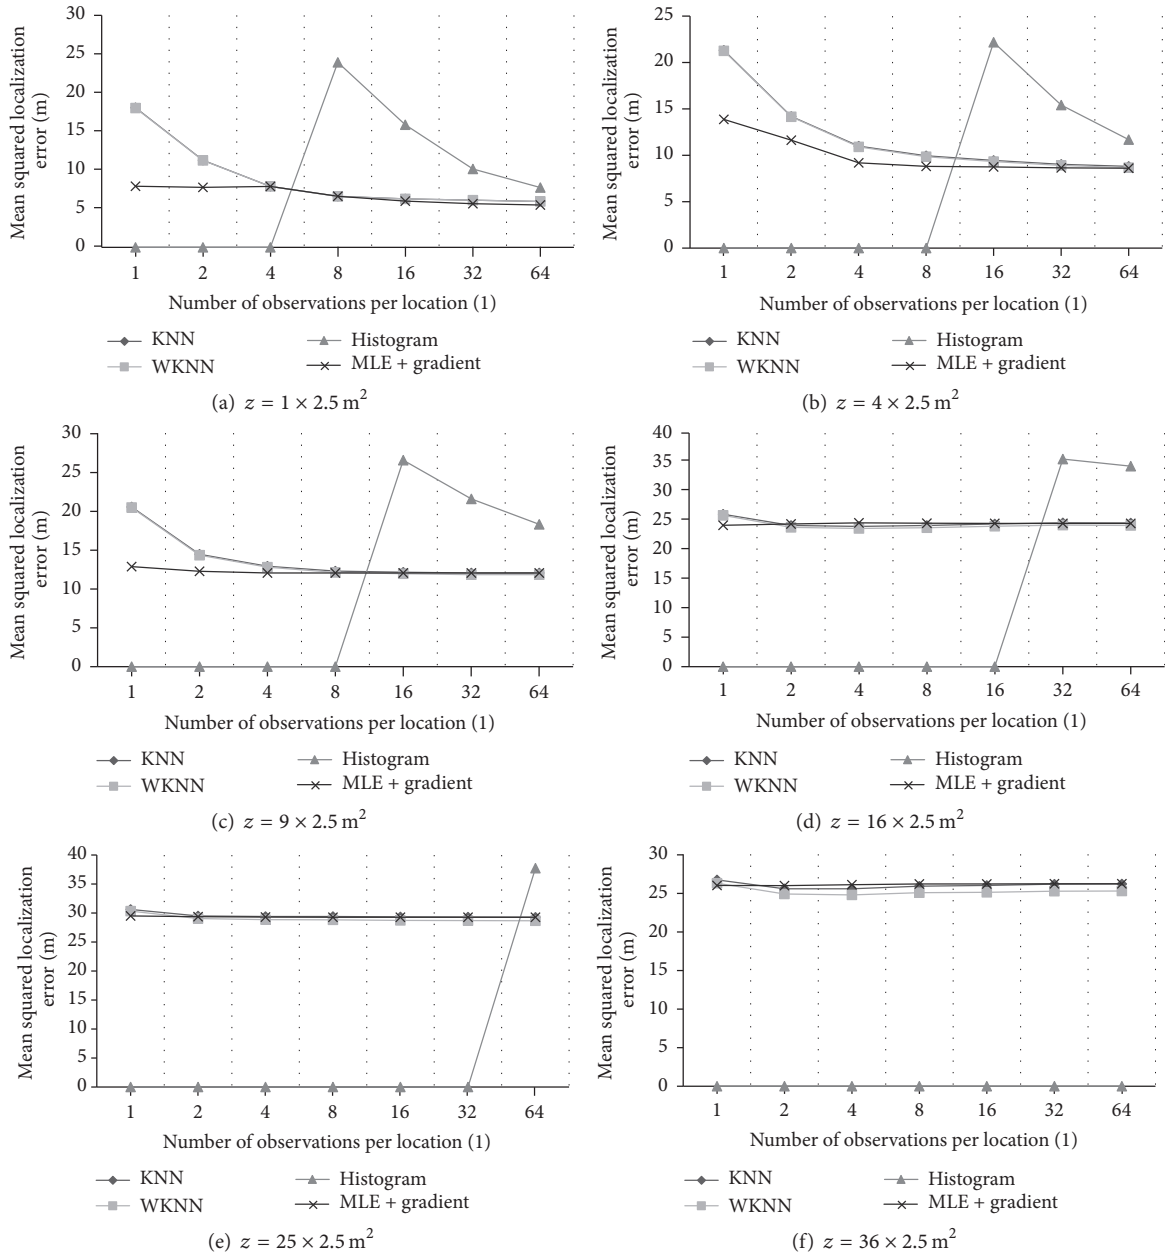 30
25
20
15
10
5
0
Mean squared localization
error (m)
1 2 4 8 16 32 64
Number of observations per location (1)
KNN
WKNN
Histogram
MLE + gradient
(a) z = 1 × 2.5 m²
25
20
15
10
5
0
Mean squared localization
error (m)
1 2 4 8 16 32 64
Number of observations per location (1)
KNN
WKNN
Histogram
MLE + gradient
(b) z = 4 × 2.5 m²
30
25
20
15
10
5
0
Mean squared localization
error (m)
1 2 4 8 16 32 64
Number of observations per location (1)
KNN
WKNN
Histogram
MLE + gradient
(c) z = 9 × 2.5 m²
40
35
30
25
20
15
10
5
0
Mean squared localization
error (m)
1 2 4 8 16 32 64
Number of observations per location (1)
KNN
WKNN
Histogram
MLE + gradient
(d) z = 16 × 2.5 m²
40
35
30
25
20
15
10
5
0
Mean squared localization
error (m)
1 2 4 8 16 32 64
Number of observations per location (1)
KNN
WKNN
Histogram
MLE + gradient
(e) z = 25 × 2.5 m²
30
25
20
15
10
5
0
Mean squared localization
error (m)
1 2 4 8 16 32 64
Number of observations per location (1)
KNN
WKNN
Histogram
MLE + gradient
(f) z = 36 × 2.5 m²